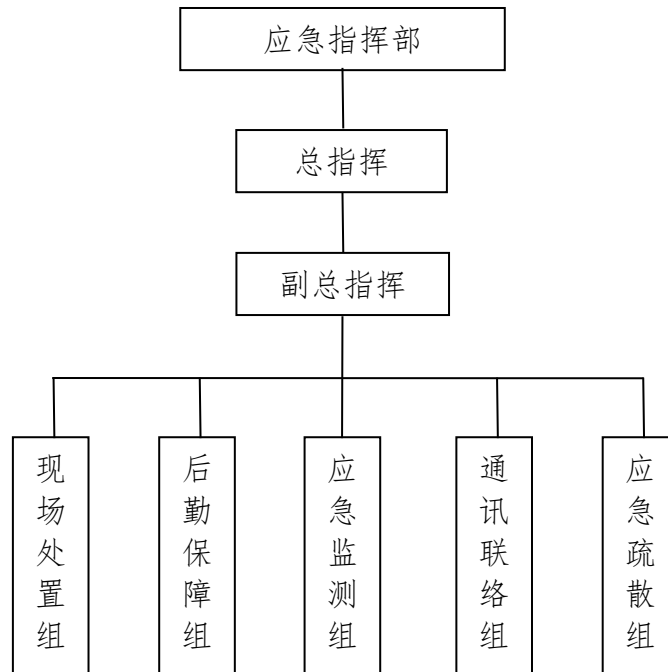 应急指挥部
总指挥
副总指挥
现场处置组
后勤保障组
应急监测组
通讯联络组
应急疏散组